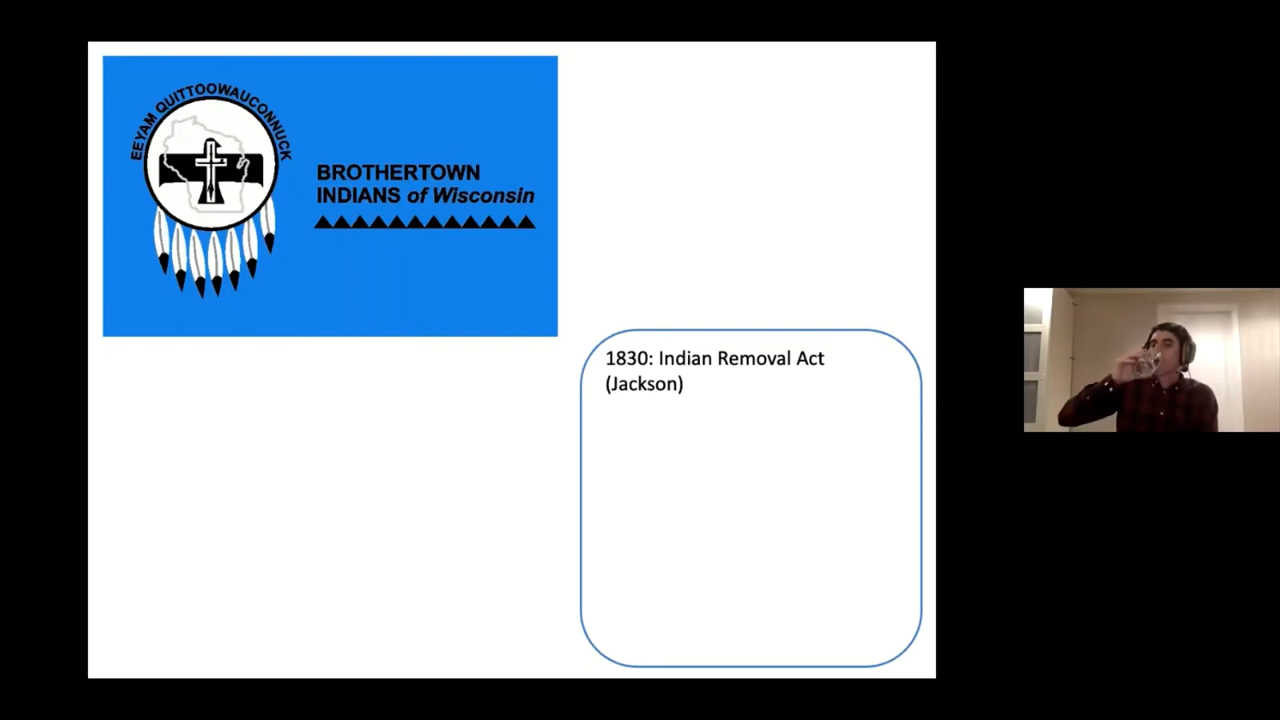 EEYAM QUITTOOWAUCONNUCK
BROTHERTOWN
INDIANS of Wisconsin
1830: Indian Removal Act
(Jackson)